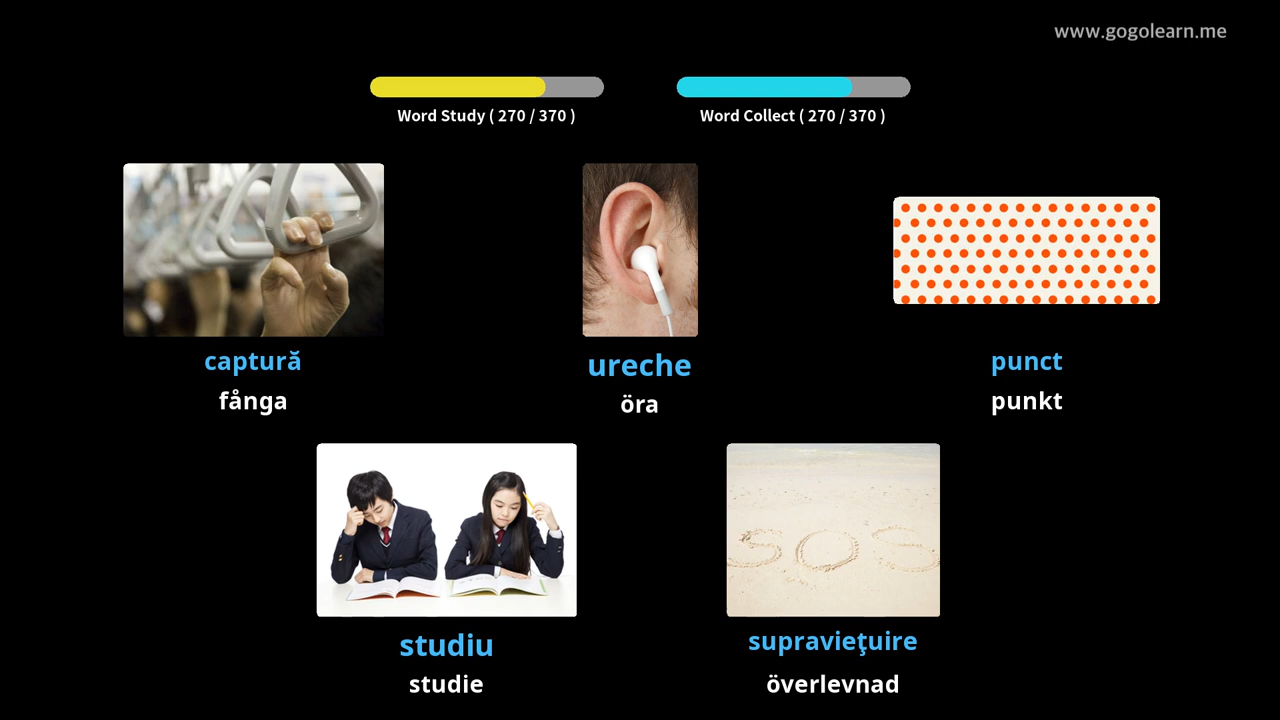 www.gogolearn.me
Word Study ( 270 / 370 )
Word Collect ( 270 / 370 )
captură
fånga
ureche
öra
punct
punkt
SOS
studiu
studie
supravieţuire
överlevnad